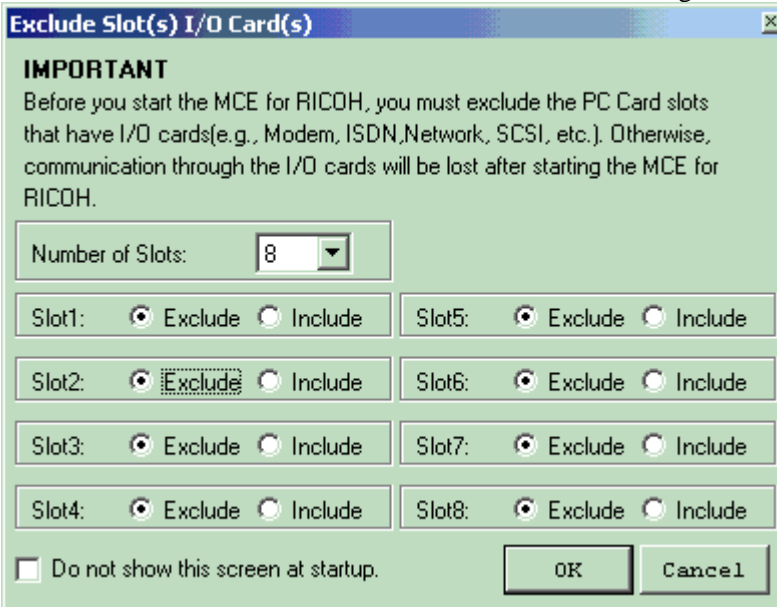 Exclude Slot(s) I/O Card(s)
IMPORTANT
Before you start the MCE for RICOH, you must exclude the PC Card slots
that have I/O cards(e.g., Modem, ISDN,Network, SCSI, etc.). Otherwise,
communication through the I/O cards will be lost after starting the MCE for
RICOH.
Number of Slots: 8
Slot1: Exclude Include Slot5: Exclude Include
Slot2: Exclude Include Slot6: Exclude Include
Slot3: Exclude Include Slot7: Exclude Include
Slot4: Exclude Include Slot8: Exclude Include
Do not show this screen at startup. OK Cancel